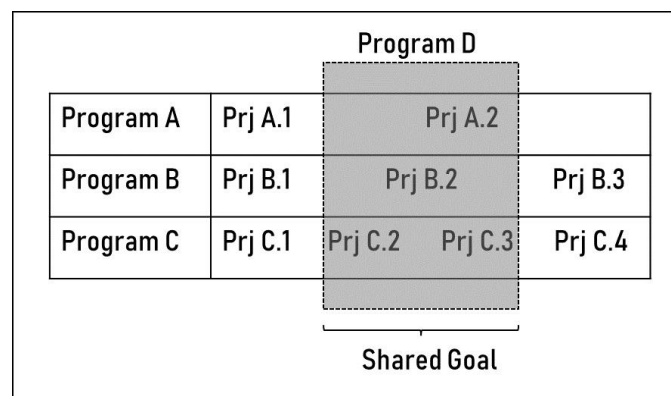 Program D
Program A Prj A.1 Prj A.2
Program B Prj B.1 Prj B.2 Prj B.3
Program C Prj C.1 Prj C.2 Prj C.3 Prj C.4
Shared Goal